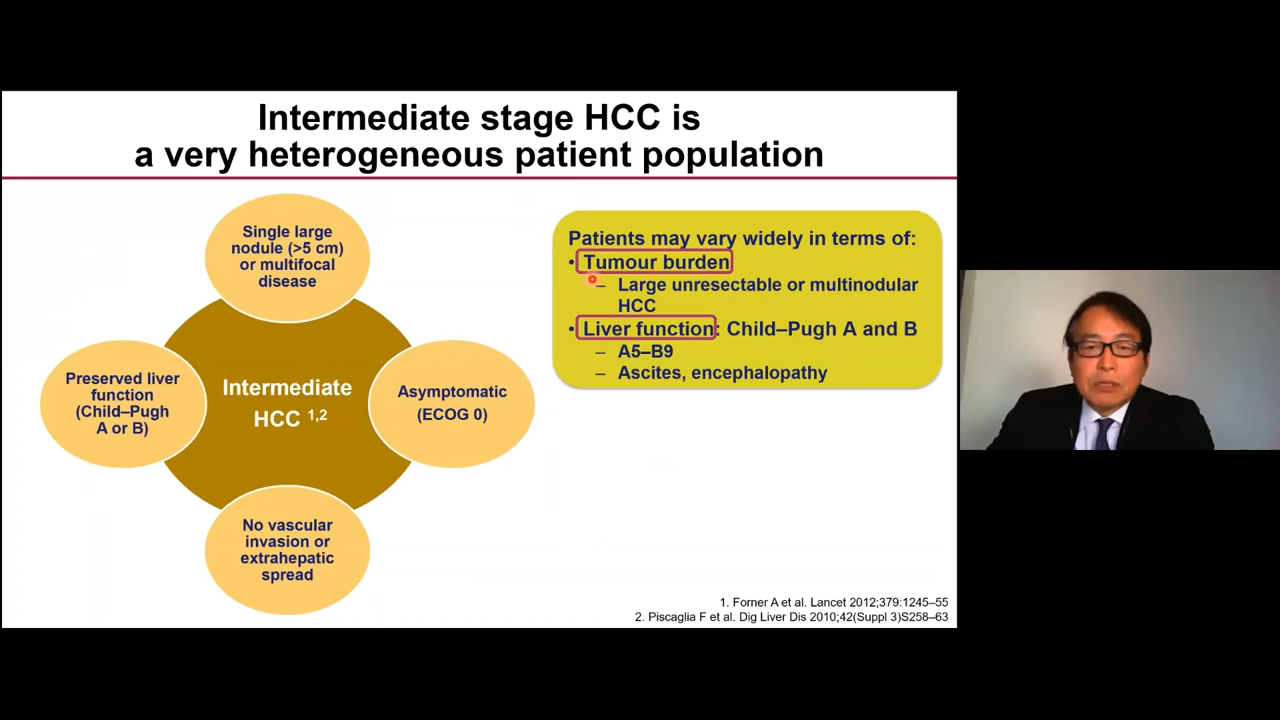 Intermediate stage HCC is
a very heterogeneous patient population
Single large
nodule (>5 cm)
or multifocal
disease
Preserved liver
function
(Child–Pugh
A or B)
Intermediate
HCC 1,2
Asymptomatic
(ECOG 0)
No vascular
invasion or
extrahepatic
spread
Patients may vary widely in terms of:
• Tumour burden
– Large unresectable or multinodular
HCC
• Liver function: Child–Pugh A and B
– A5–B9
– Ascites, encephalopathy
1. Forner A et al. Lancet 2012;379:1245–55
2. Piscaglia F et al. Dig Liver Dis 2010;42(Suppl 3)S258–63